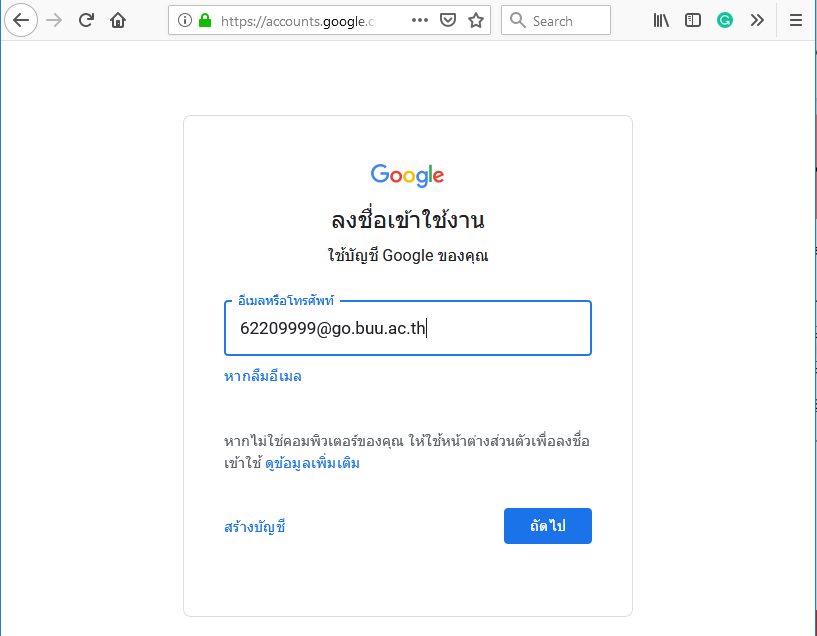 https://accounts.google.c
Search
Google
ลงชื่อเข้าใช้งาน
ใช้บัญชี Google ของคุณ
อีเมลหรือโทรศัพท์
62209999@go.buu.ac.th
หากลืมอีเมล
หากไม่ใช่คอมพิวเตอร์ของคุณ ให้ใช้หน้าต่างส่วนตัวเพื่อลงชื่อ
เข้าใช้ ดูข้อมูลเพิ่มเติม
สร้างบัญชี
ถัดไป